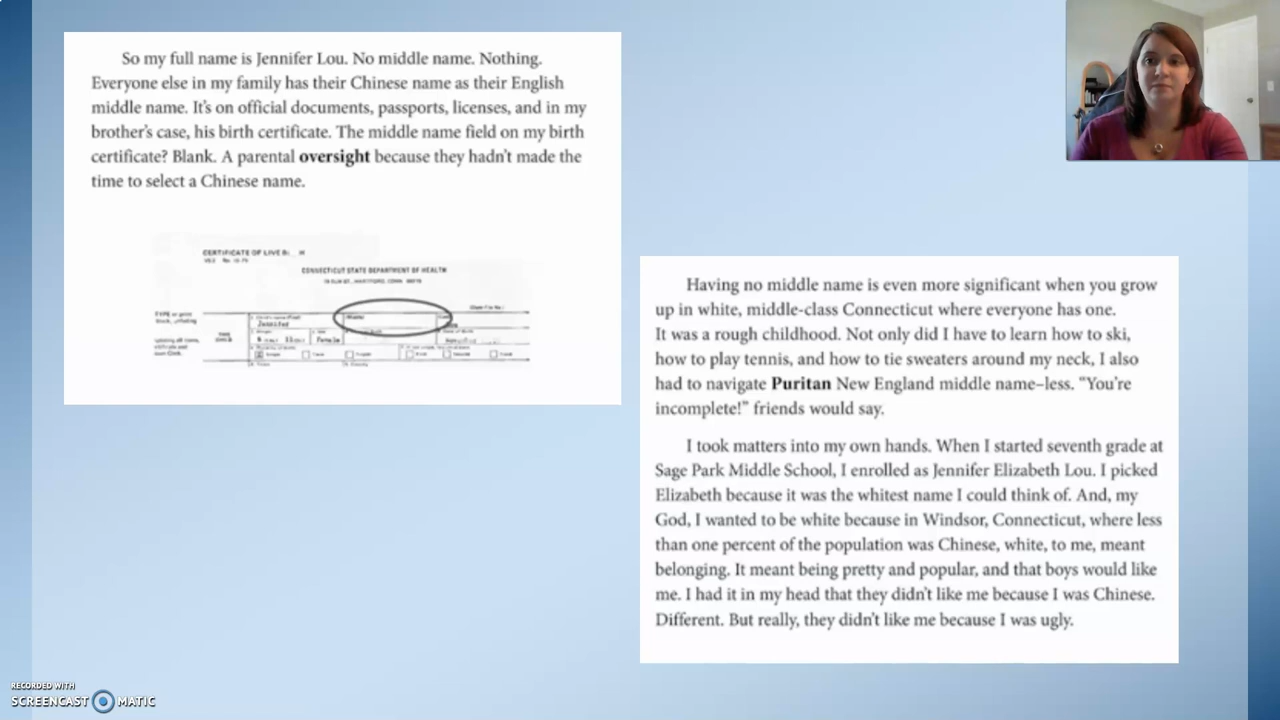 So my full name is Jennifer Lou. No middle name. Nothing.
Everyone else in my family has their Chinese name as their English
middle name. It's on official documents, passports, licenses, and in my
brother's case, his birth certificate. The middle name field on my birth
certificate? Blank. A parental oversight because they hadn't made the
time to select a Chinese name.
CERTIFICATE OF LIVE
CONNECTICUT STATE DEPARTMENT OF HEALTH
Jennifer
Female
Having no middle name is even more significant when you grow
up in white, middle-class Connecticut where everyone has one.
It was a rough childhood. Not only did I have to learn how to ski,
how to play tennis, and how to tie sweaters around my neck, I also
had to navigate Puritan New England middle name–less. “You're
incomplete!” friends would say.
I took matters into my own hands. When I started seventh grade at
Sage Park Middle School, I enrolled as Jennifer Elizabeth Lou. I picked
Elizabeth because it was the whitest name I could think of. And, my
God, I wanted to be white because in Windsor, Connecticut, where less
than one percent of the population was Chinese, white, to me, meant
belonging. It meant being pretty and popular, and that boys would like
me. I had it in my head that they didn't like me because I was Chinese.
Different. But really, they didn't like me because I was ugly.
RECORDED WITH
SCREENCAST MATIC